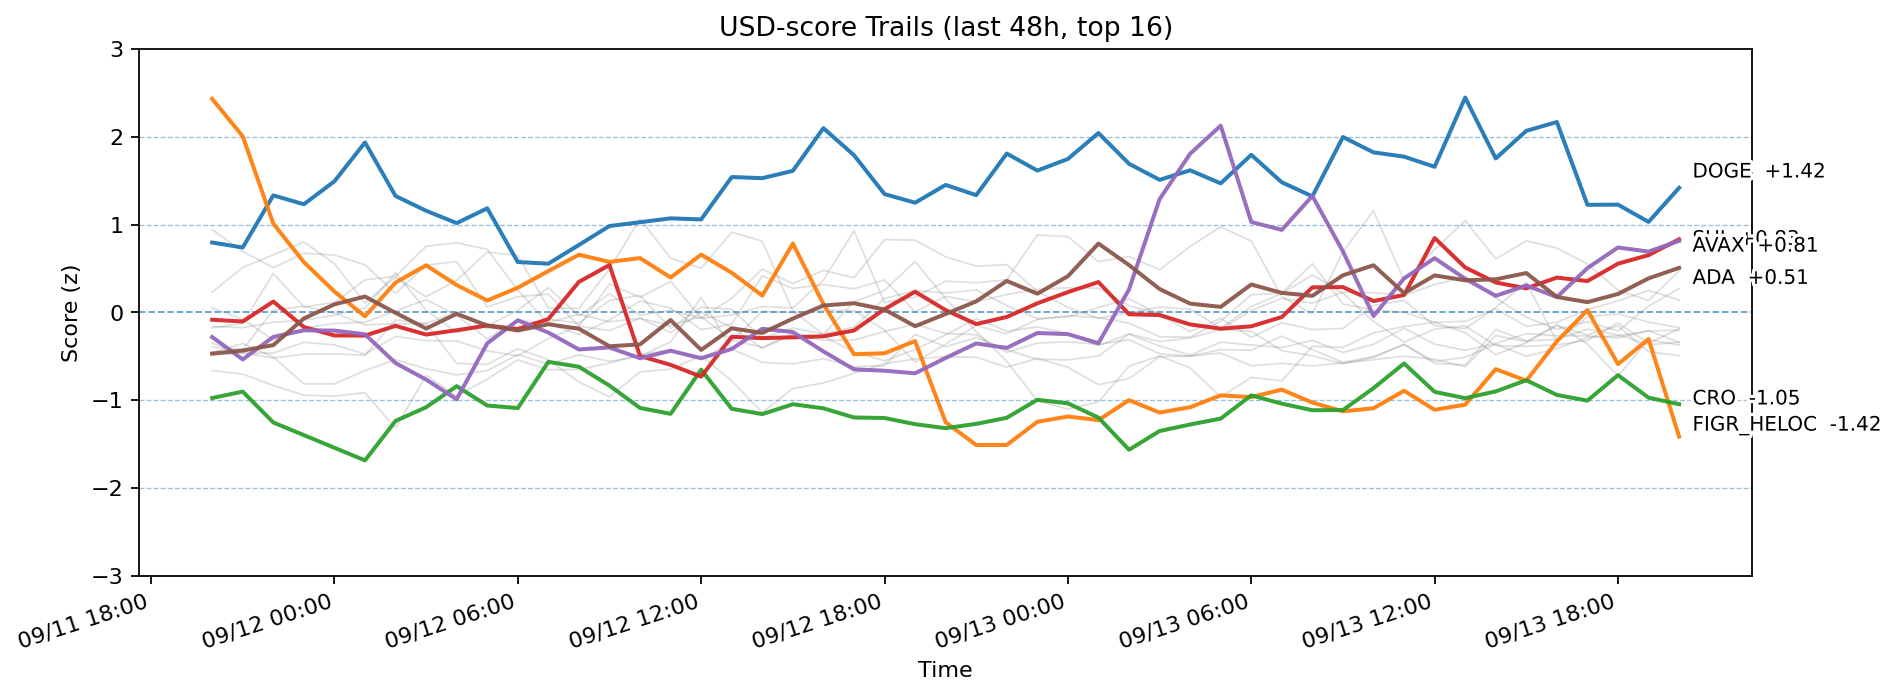 USD-score Trails (last 48h, top 16)
Score (z)
3
2
1
0
−1
−2
−3
DOGE +1.42
AVAX +0.81
ADA +0.51
CRO -1.05
FIGR_HELOC -1.42
09/11 18:00
09/12 00:00
09/12 06:00
09/12 12:00
09/12 18:00
09/13 00:00
09/13 06:00
09/13 12:00
09/13 18:00
Time